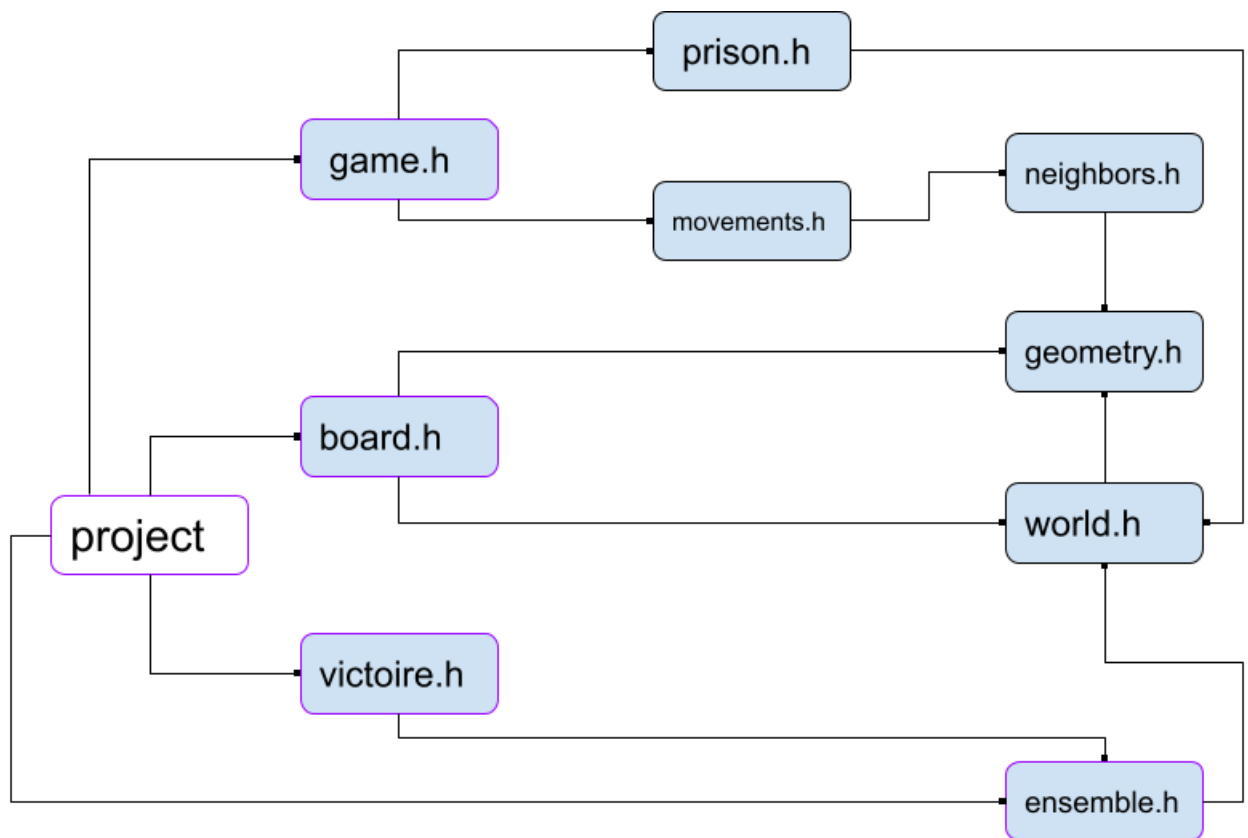 prison.h
game.h
neighbors.h
movements.h
geometry.h
board.h
project
world.h
victoire.h
ensemble.h